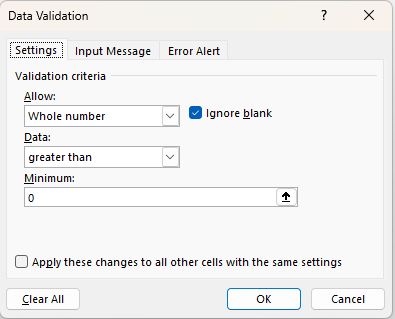 Data Validation ?
Settings Input Message Error Alert
Validation criteria
Allow:
Whole number Ignore blank
Data:
greater than
Minimum:
0
Apply these changes to all other cells with the same settings
Clear All OK Cancel